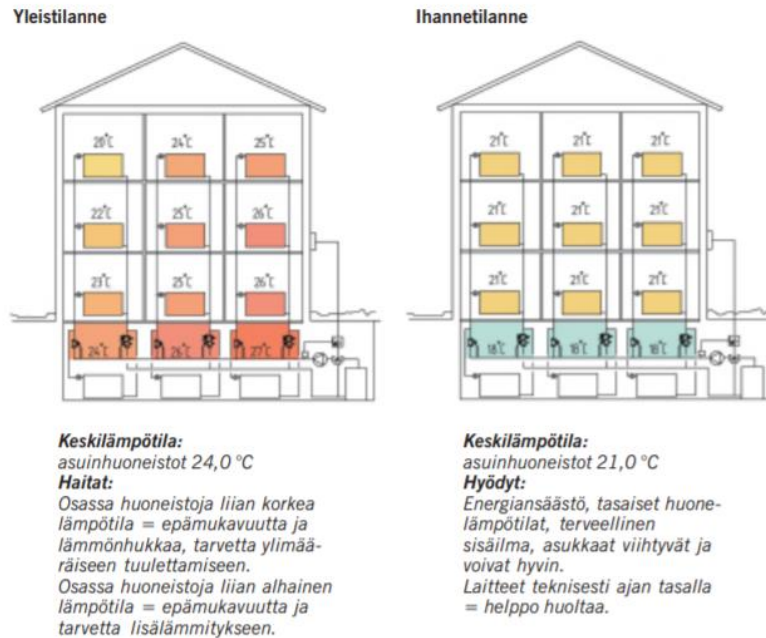 Yleistilanne
20°C 24°C 25°C
22°C 25°C 26°C
23°C 25°C 26°C
24°C 26°C 27°C
Keskilämpötila:
asuinhuoneistot 24,0 °C
Haitat:
Osassa huoneistoja liian korkea
lämpötila = epämukavuutta ja
lämmönhukkaa, tarvetta ylimää-
räiseen tuulettamiseen.
Osassa huoneistoja liian alhainen
lämpötila = epämukavuutta ja
tarvetta lisälämmitykseen.
Ihannetilanne
21°C 21°C 21°C
21°C 21°C 21°C
21°C 21°C 21°C
18°C 18°C 18°C
Keskilämpötila:
asuinhuoneistot 21,0 °C
Hyödyt:
Energiansäästö, tasaiset huone-
lämpötilat, terveellinen
sisäilma, asukkaat viihtyvät ja
voivat hyvin.
Laitteet teknisesti ajan tasalla
= helppo huoltaa.